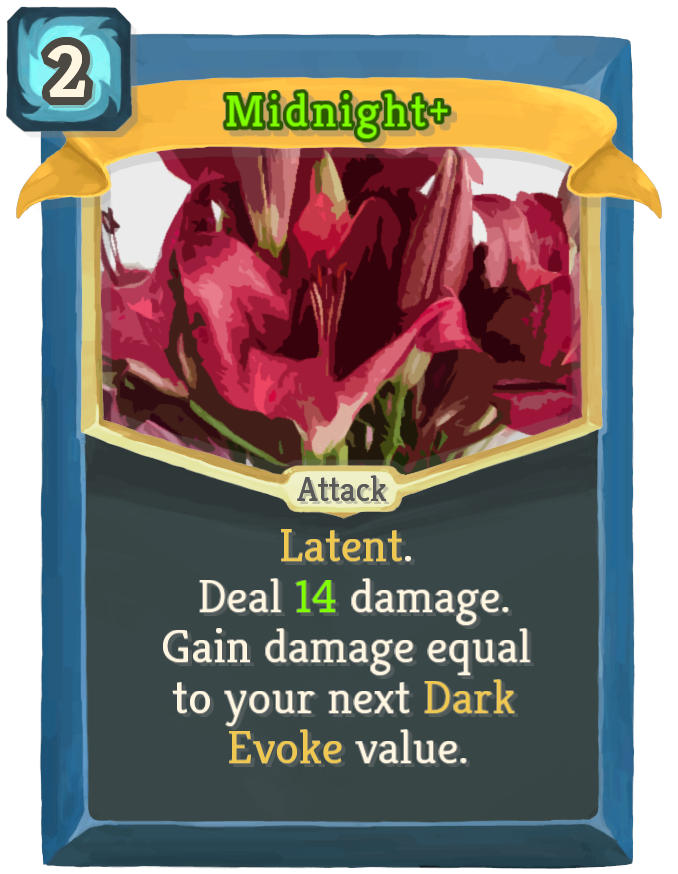 2
Midnight+
Attack
Latent.
Deal 14 damage.
Gain damage equal
to your next Dark
Evoke value.